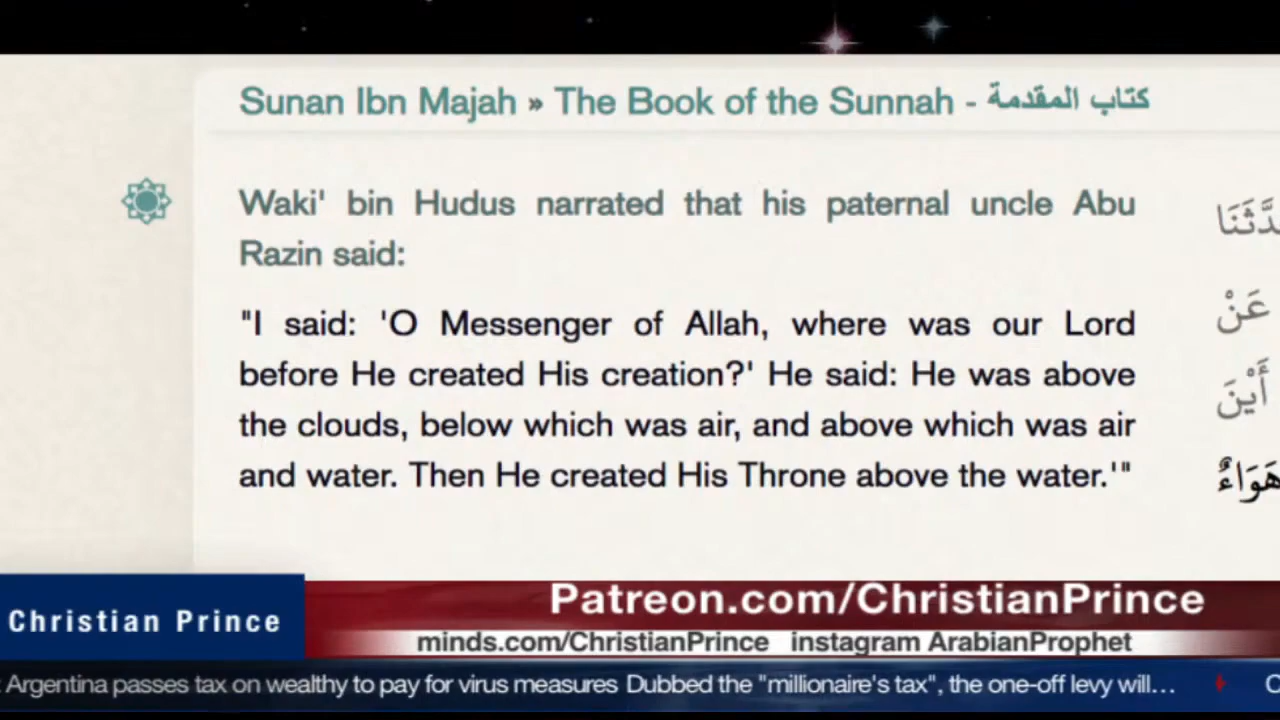 Sunan Ibn Majah » The Book of the Sunnah - كتاب المقدمة
Waki' bin Hudus narrated that his paternal uncle Abu
Razin said:
"I said: 'O Messenger of Allah, where was our Lord
before He created His creation?' He said: He was above
the clouds, below which was air, and above which was air
and water. Then He created His Throne above the water.'"
عَنْ
أَيْنَ
Christian Prince
Patreon.com/ChristianPrince
minds.com/ChristianPrince instagram ArabianProphet
Argentina passes tax on wealthy to pay for virus measures Dubbed the "millionaire's tax", the one-off levy will...